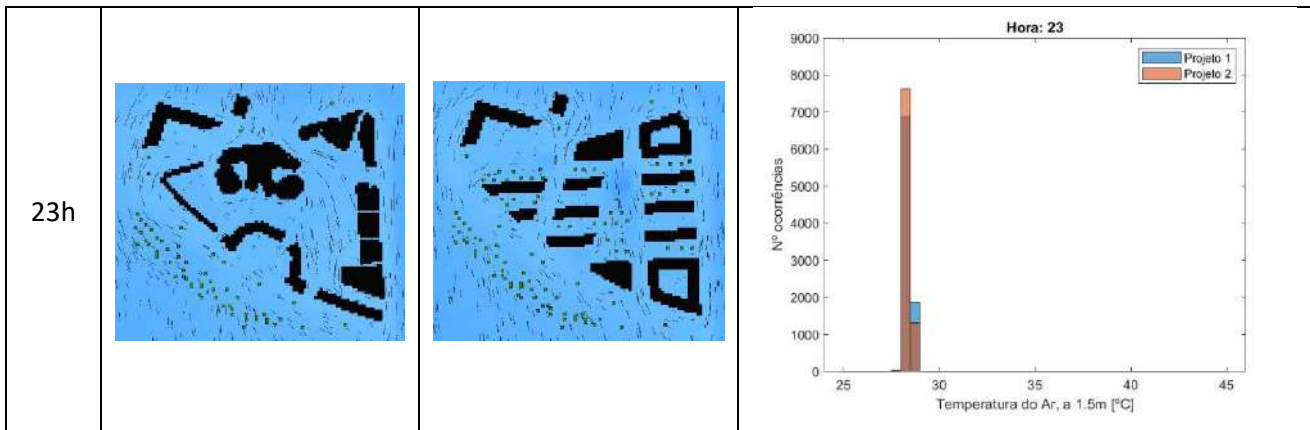 23h
Hora: 23
Projeto 1
Projeto 2
9000
8000
7000
6000
5000
4000
3000
2000
1000
0
Nº ocorrências
25 30 35 40 45
Temperatura do Ar, a 1.5m [ºC]